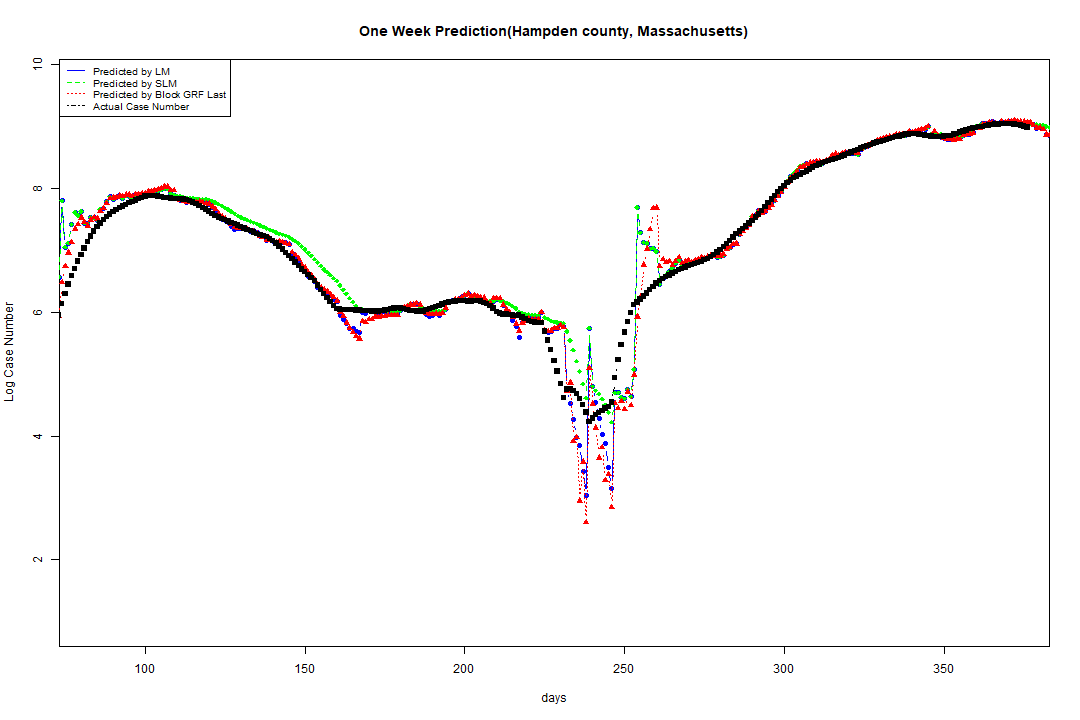 One Week Prediction(Hampden county, Massachusetts)
Predicted by LM
Predicted by SLM
Predicted by Block GRF Last
Actual Case Number
10
8
6
4
2
Log Case Number
100 150 200 250 300 350
days